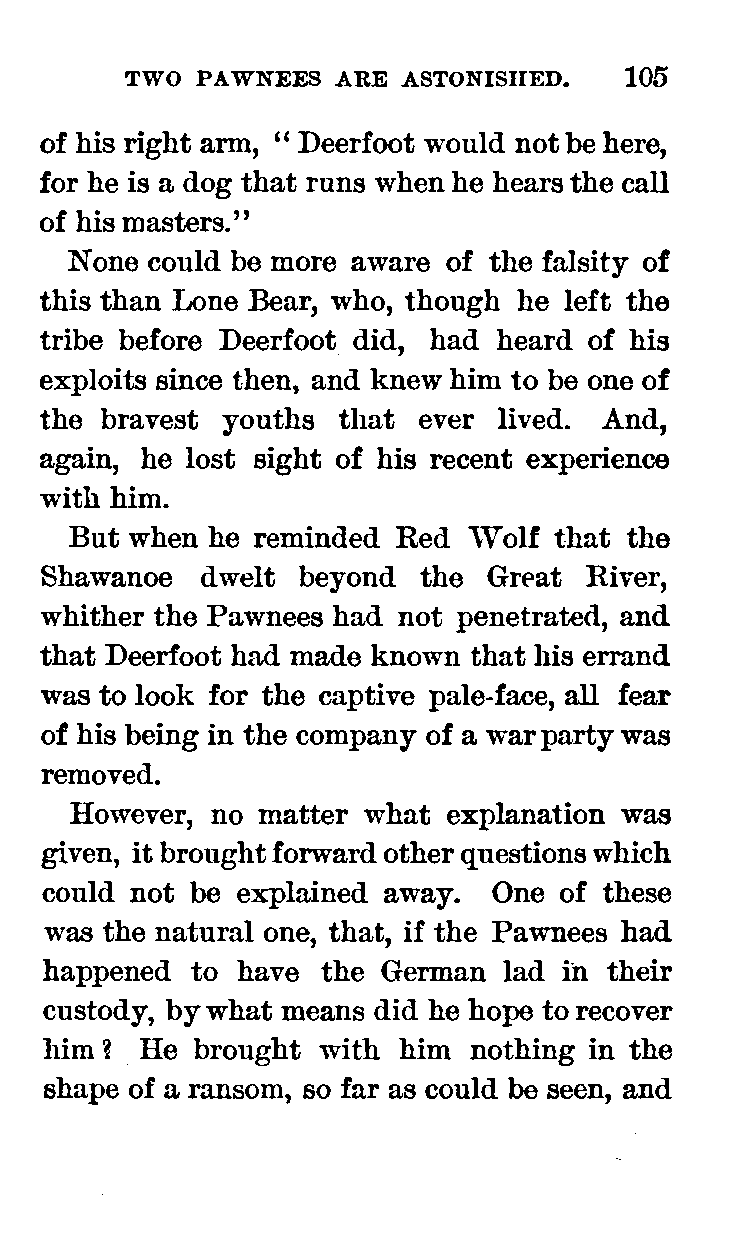 TWO PAWNEES ARE ASTONISHED. 105
of his right arm, “ Deerfoot would not be here,
for he is a dog that runs when he hears the call
of his masters.”
None could be more aware of the falsity of
this than Lone Bear, who, though he left the
tribe before Deerfoot did, had heard of his
exploits since then, and knew him to be one of
the bravest youths that ever lived. And,
again, he lost sight of his recent experience
with him.
But when he reminded Red Wolf that the
Shawanoe dwelt beyond the Great River,
whither the Pawnees had not penetrated, and
that Deerfoot had made known that his errand
was to look for the captive pale-face, all fear
of his being in the company of a war party was
removed.
However, no matter what explanation was
given, it brought forward other questions which
could not be explained away. One of these
was the natural one, that, if the Pawnees had
happened to have the German lad in their
custody, by what means did he hope to recover
him? He brought with him nothing in the
shape of a ransom, so far as could be seen, and